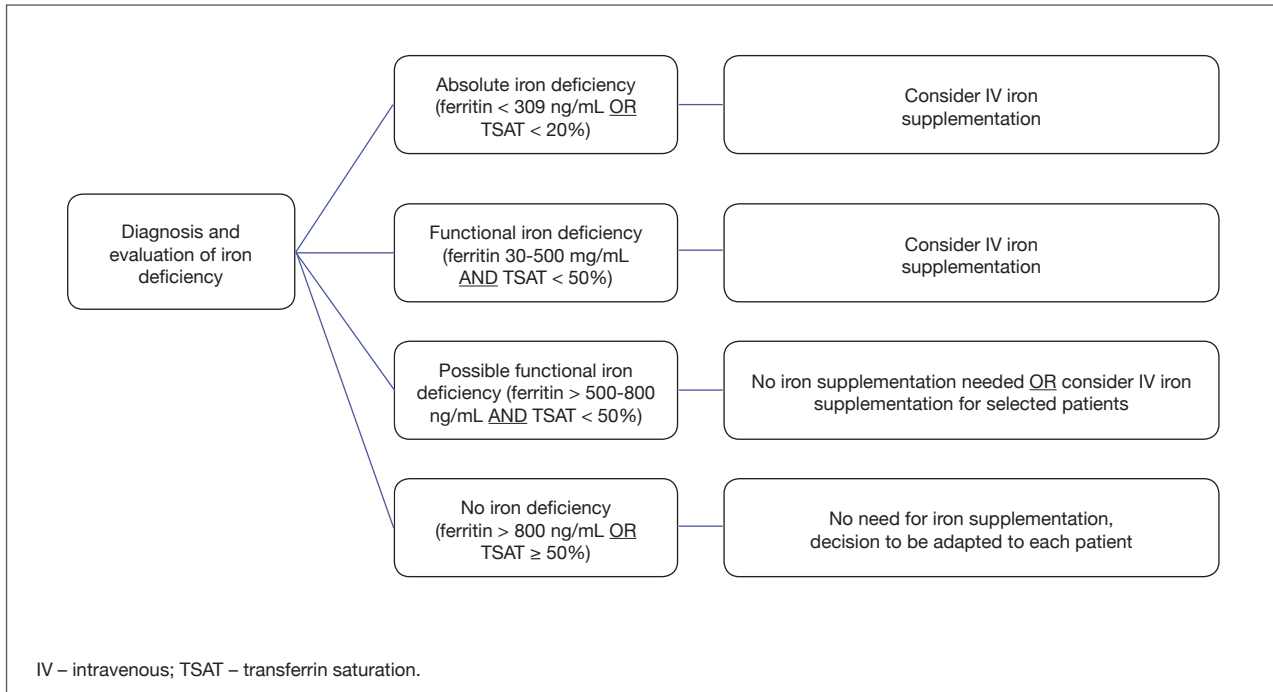 Absolute iron deficiency
(ferritin < 309 ng/mL OR
TSAT < 20%)
Consider IV iron
supplementation
Diagnosis and
evaluation of iron
deficiency
Functional iron deficiency
(ferritin 30-500 mg/mL
AND TSAT < 50%)
Consider IV iron
supplementation
Possible functional iron
deficiency (ferritin > 500-800
ng/mL AND TSAT < 50%)
No iron supplementation needed OR consider IV iron
supplementation for selected patients
No iron deficiency
(ferritin > 800 ng/mL OR
TSAT ≥ 50%)
No need for iron supplementation,
decision to be adapted to each patient
IV – intravenous; TSAT – transferrin saturation.